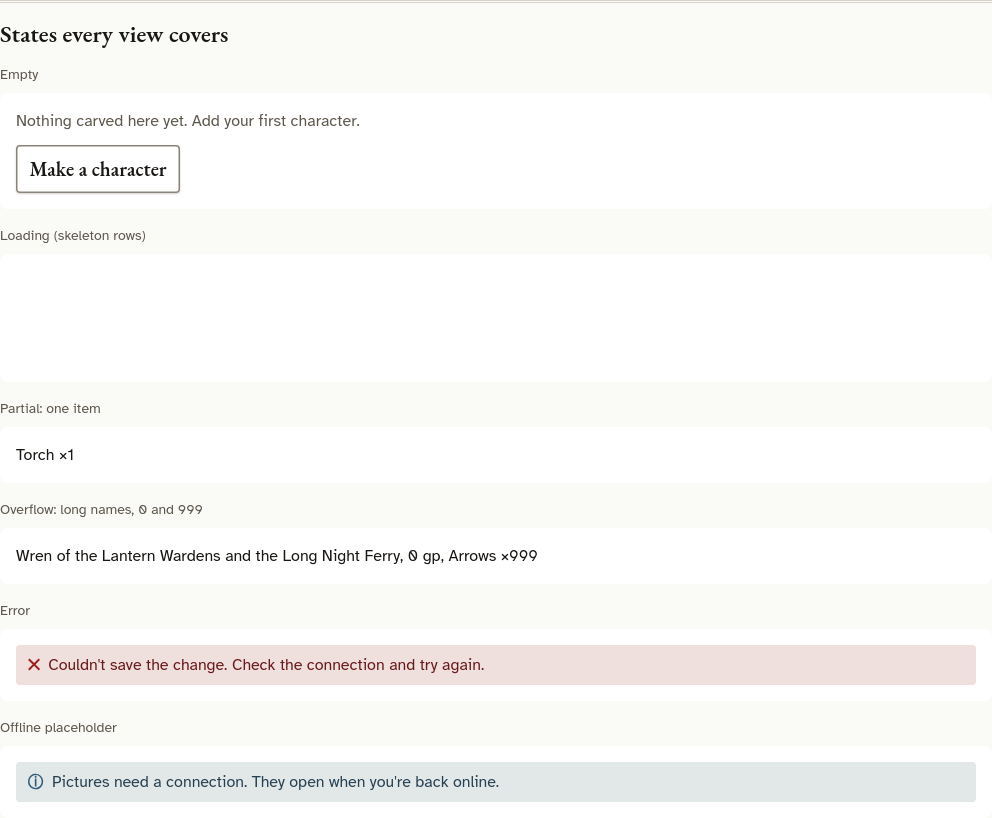 States every view covers
Empty
Nothing carved here yet. Add your first character.
Make a character
Loading (skeleton rows)
Partial: one item
Torch ×1
Overflow: long names, 0 and 999
Wren of the Lantern Wardens and the Long Night Ferry, 0 gp, Arrows ×999
Error
Couldn't save the change. Check the connection and try again.
Offline placeholder
Pictures need a connection. They open when you're back online.